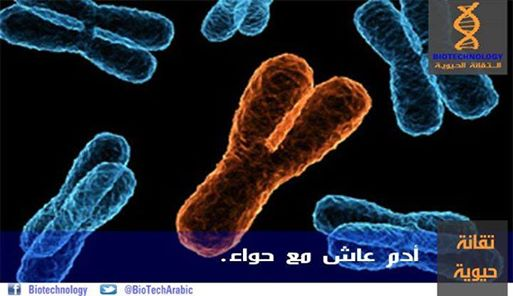 BIOTECHNOLOGY
التقانة الحيوية
أدم عاش مع حواء.
تقانة
حيوية
Biotechnology @BioTechArabic